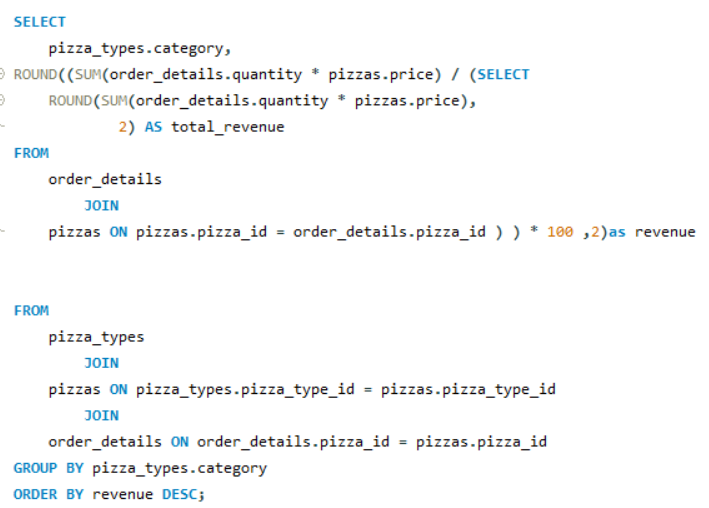 SELECT
pizza_types.category,
ROUND((SUM(order_details.quantity * pizzas.price) / (SELECT
ROUND(SUM(order_details.quantity * pizzas.price),
2) AS total_revenue
FROM
order_details
JOIN
pizzas ON pizzas.pizza_id = order_details.pizza_id ) ) * 100 ,2)as revenue
FROM
pizza_types
JOIN
pizzas ON pizza_types.pizza_type_id = pizzas.pizza_type_id
JOIN
order_details ON order_details.pizza_id = pizzas.pizza_id
GROUP BY pizza_types.category
ORDER BY revenue DESC;